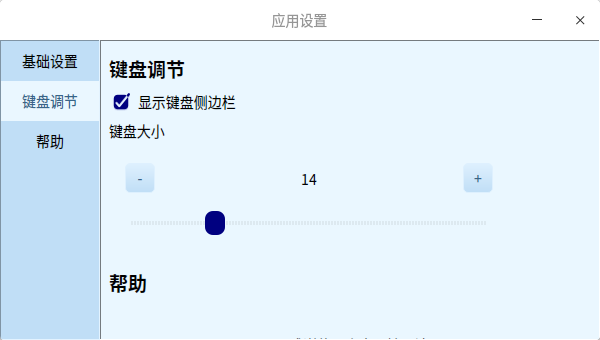 应用设置
基础设置
键盘调节
帮助
键盘调节
显示键盘侧边栏
键盘大小
- 14 +
帮助